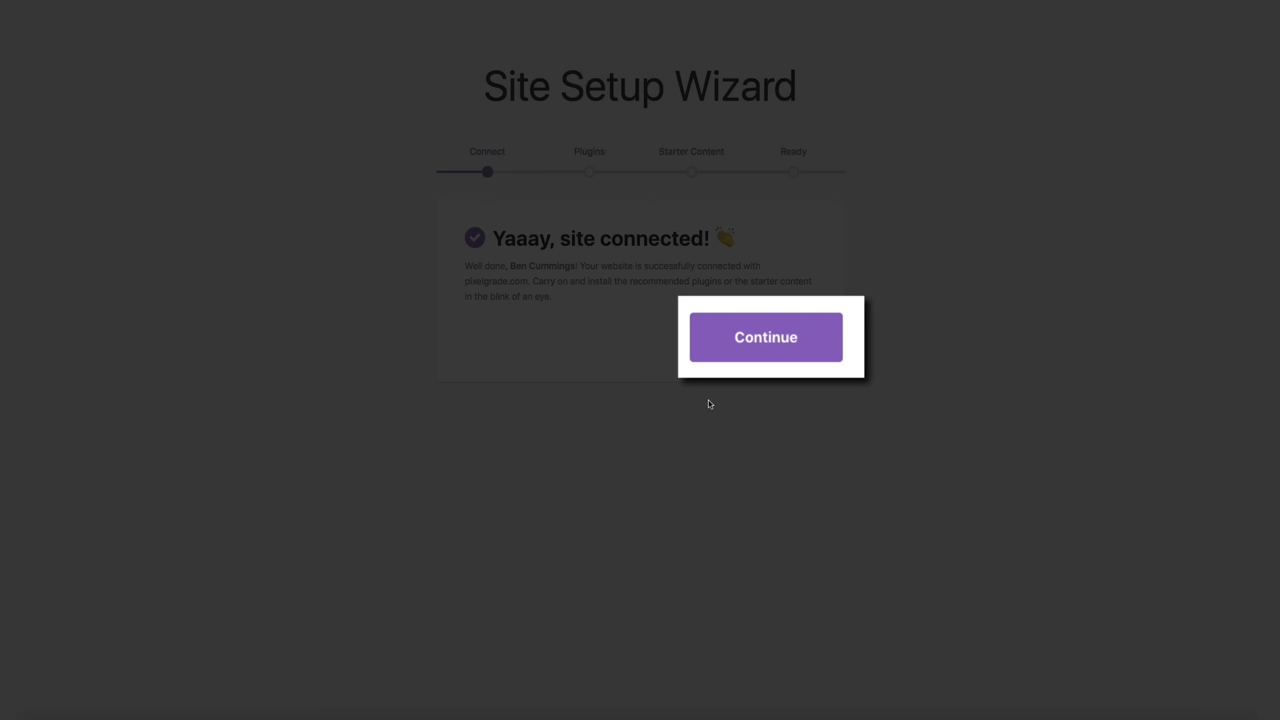 Site Setup Wizard
Connect
Plugins
Starter Content
Ready
Yaaay, site connected! 👏
Well done, Ben Cummings! Your website is successfully connected with
pixelgrade.com. Carry on and install the recommended plugins or the starter content
in the blink of an eye.
Continue